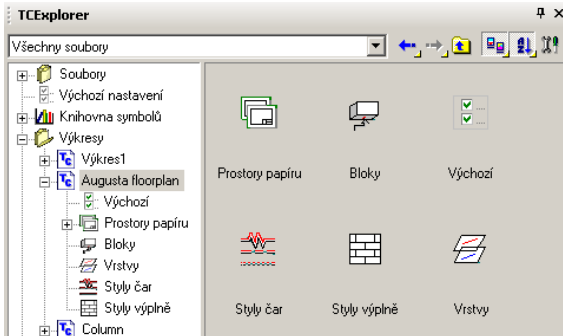 TCExplorer
Všechny soubory
Soubory
Výchozí nastavení
Knihovna symbolů
Výkresy
Výkres1
Augusta floorplan
Výchozí
Prostory papíru
Bloky
Vrstvy
Styly čar
Styly výplně
Column
Prostory papíru Bloky Výchozí
Styly čar Styly výplně Vrstvy